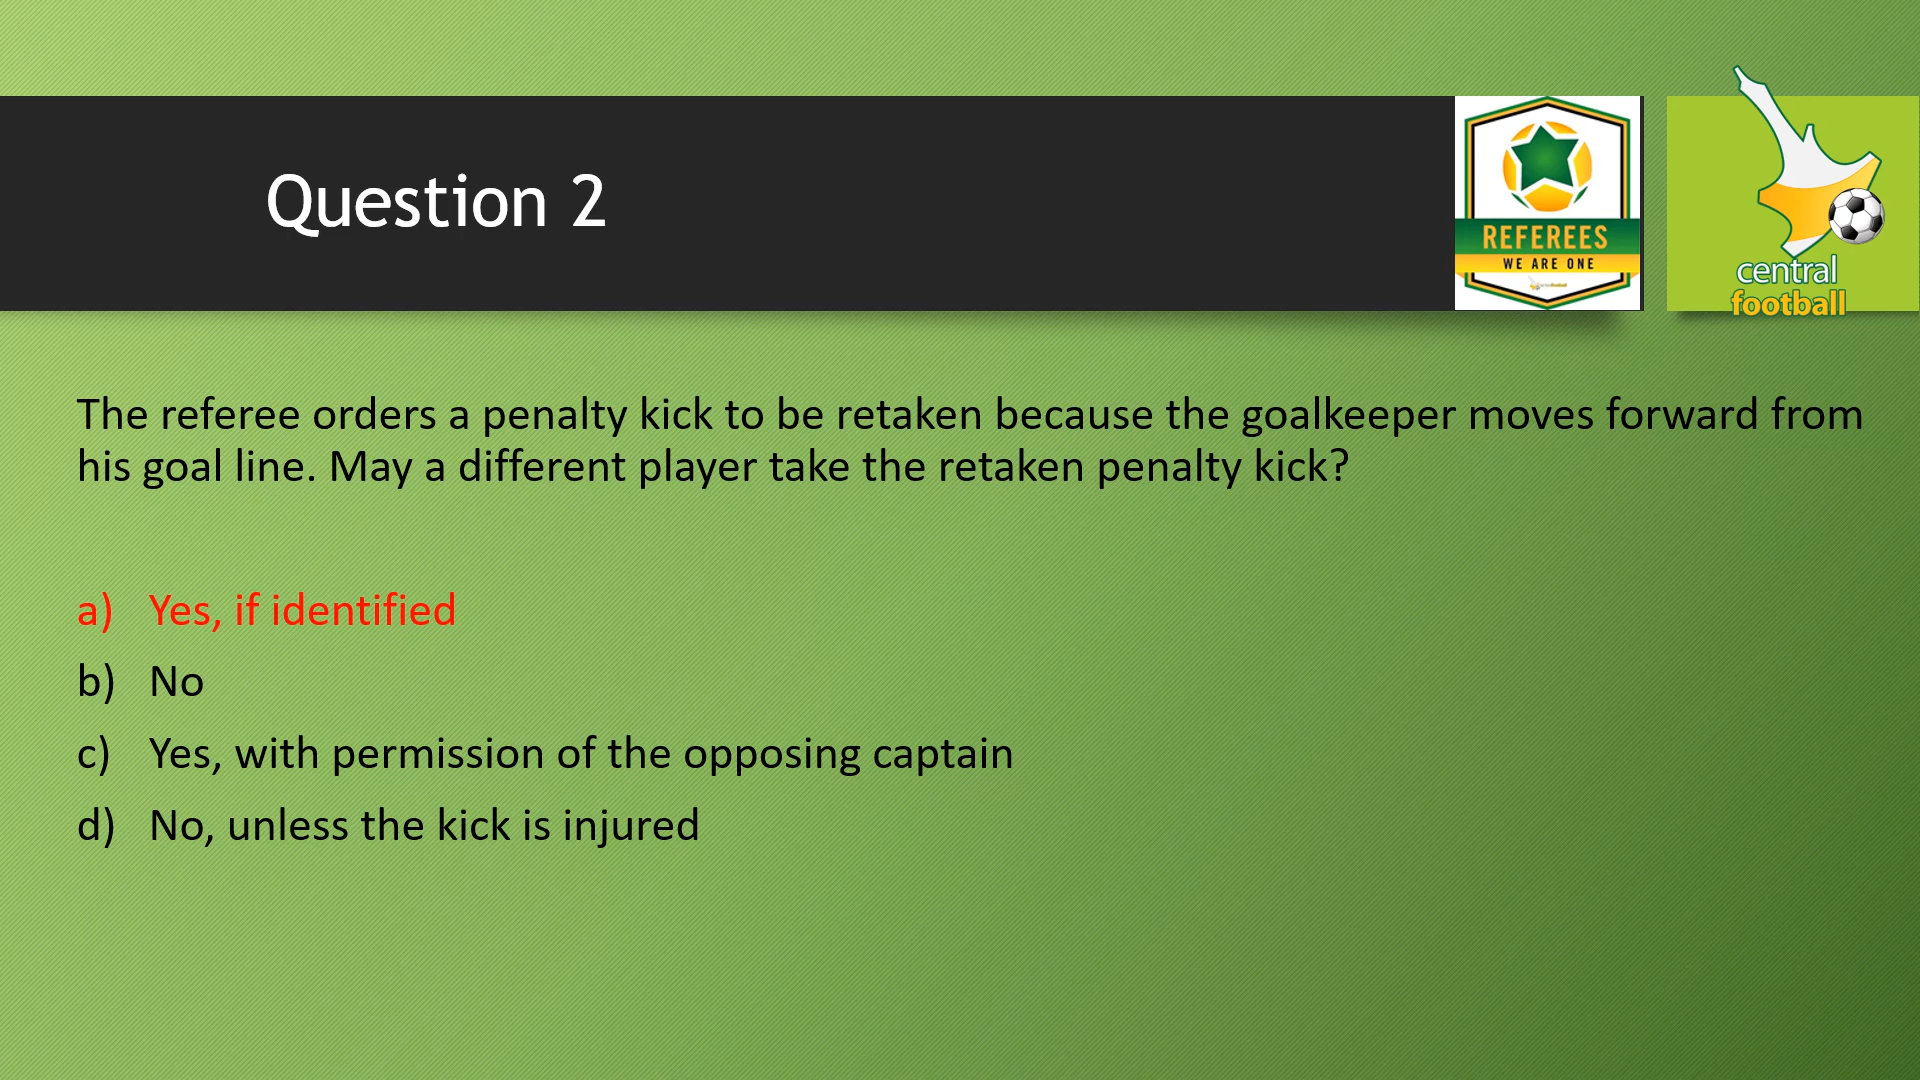 Question 2
REFEREES
WE ARE ONE
central
football
The referee orders a penalty kick to be retaken because the goalkeeper moves forward from
his goal line. May a different player take the retaken penalty kick?
a) Yes, if identified
b) No
c) Yes, with permission of the opposing captain
d) No, unless the kick is injured